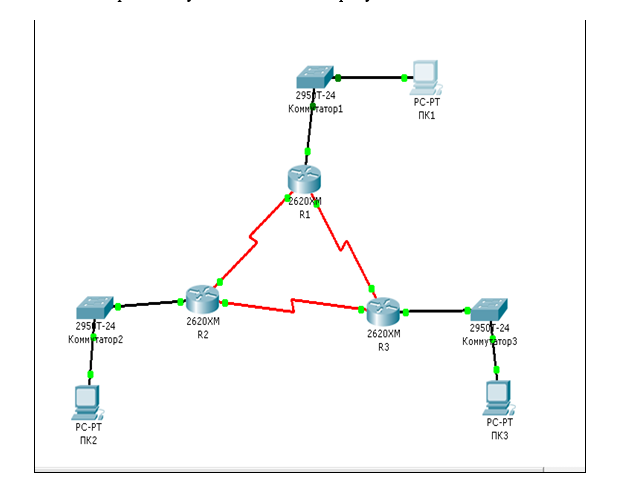 2950T-24
Коммутатор1
PC-PT
ПК1
2620XM
R1
2950T-24
Коммутатор2
2620XM
R2
2620XM
R3
2950T-24
Коммутатор3
PC-PT
ПК2
PC-PT
ПК3